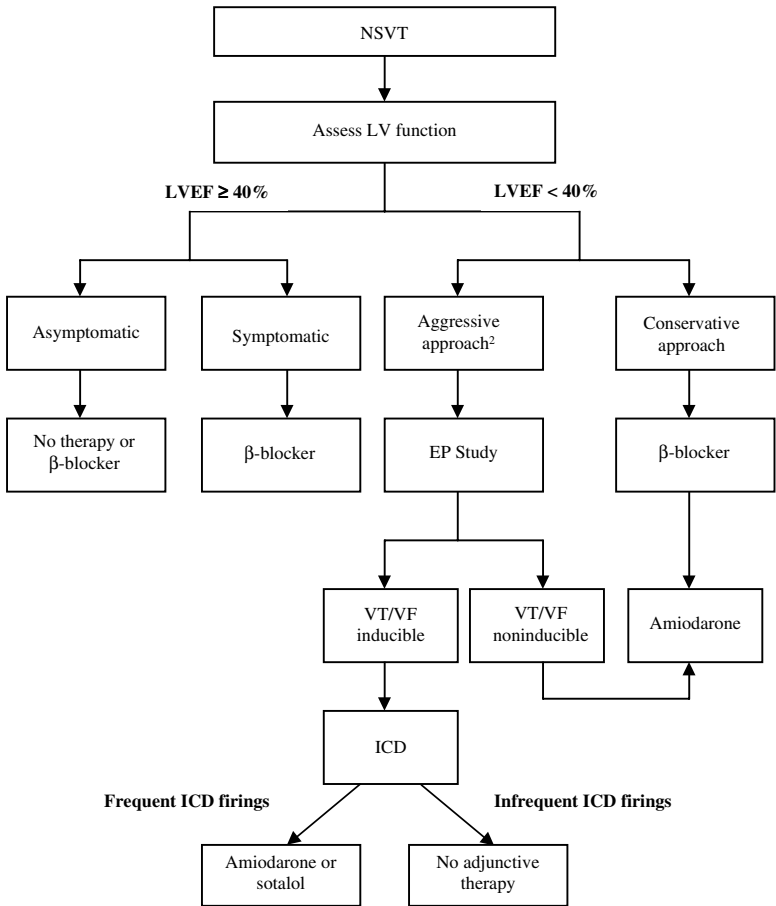 NSVT
Assess LV function
LVEF ≥ 40%
LVEF < 40%
Asymptomatic
Symptomatic
Aggressive
approach²
Conservative
approach
No therapy or
β-blocker
β-blocker
EP Study
β-blocker
VT/VF
inducible
VT/VF
noninducible
Amiodarone
ICD
Frequent ICD firings
Infrequent ICD firings
Amiodarone or
sotalol
No adjunctive
therapy